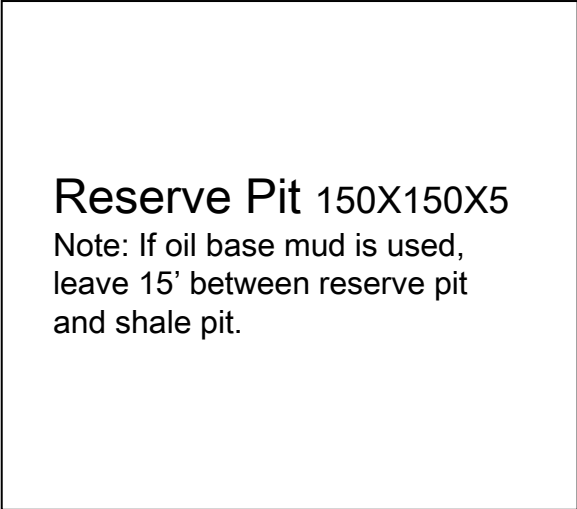 Reserve Pit 150X150X5
Note: If oil base mud is used,
leave 15’ between reserve pit
and shale pit.